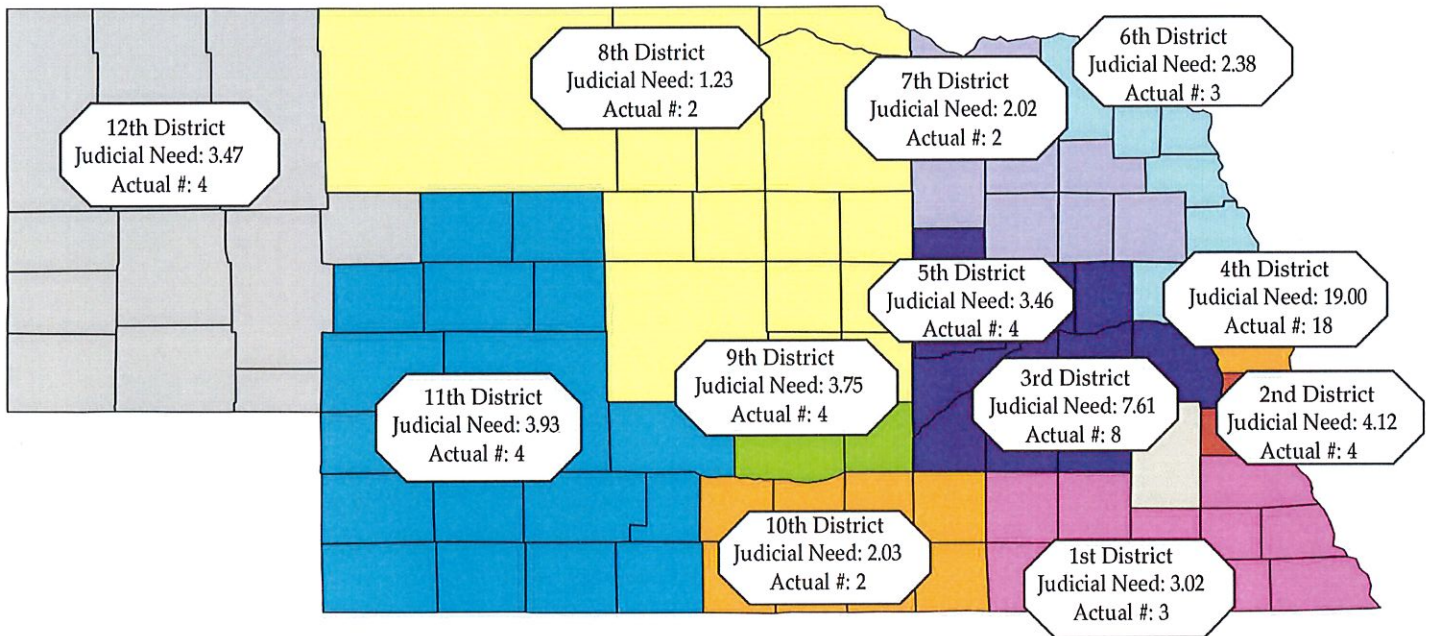 8th District
Judicial Need: 1.23
Actual #: 2
6th District
Judicial Need: 2.38
Actual #: 3
7th District
Judicial Need: 2.02
Actual #: 2
12th District
Judicial Need: 3.47
Actual #: 4
5th District
Judicial Need: 3.46
Actual #: 4
4th District
Judicial Need: 19.00
Actual #: 18
9th District
Judicial Need: 3.75
Actual #: 4
3rd District
Judicial Need: 7.61
Actual #: 8
11th District
Judicial Need: 3.93
Actual #: 4
2nd District
Judicial Need: 4.12
Actual #: 4
10th District
Judicial Need: 2.03
Actual #: 2
1st District
Judicial Need: 3.02
Actual #: 3